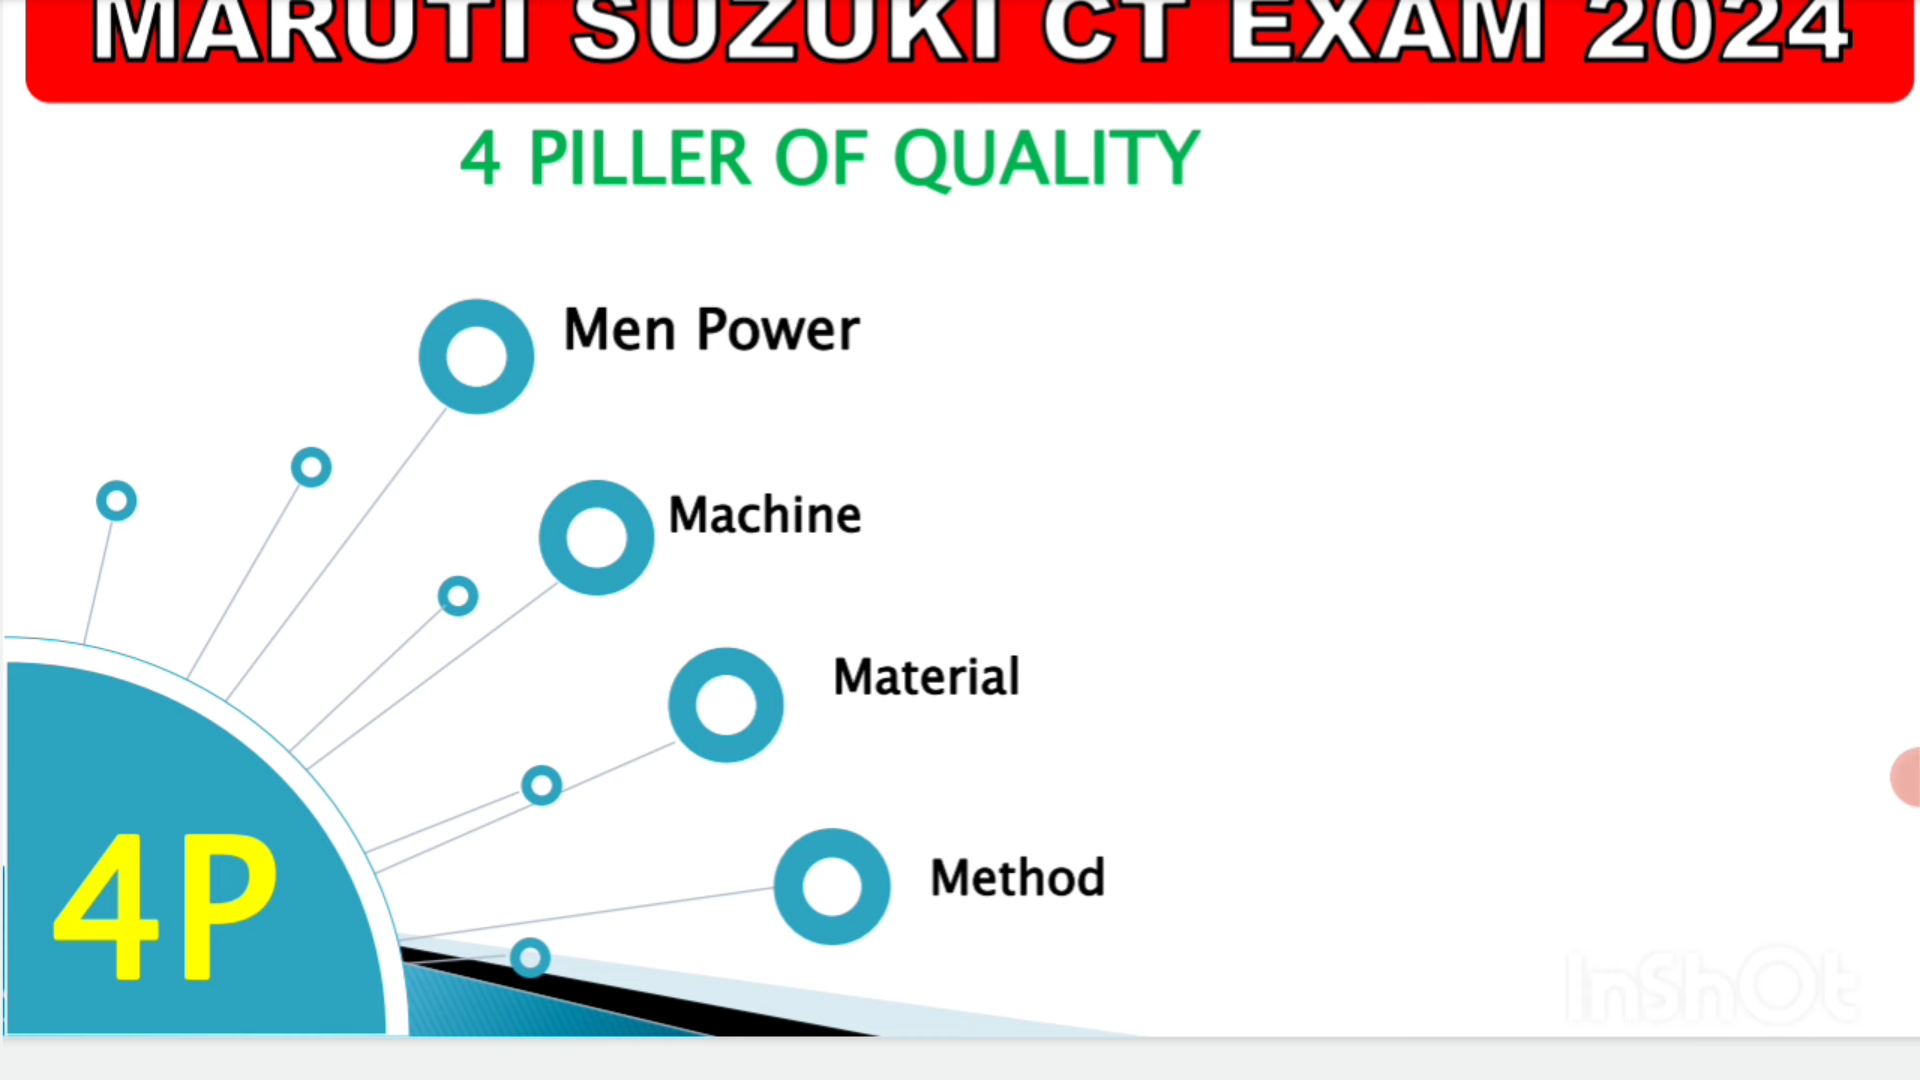 MARUTI SUZUKI CT EXAM 2024
4 PILLER OF QUALITY
Men Power
Machine
Material
Method
4P
InShOt